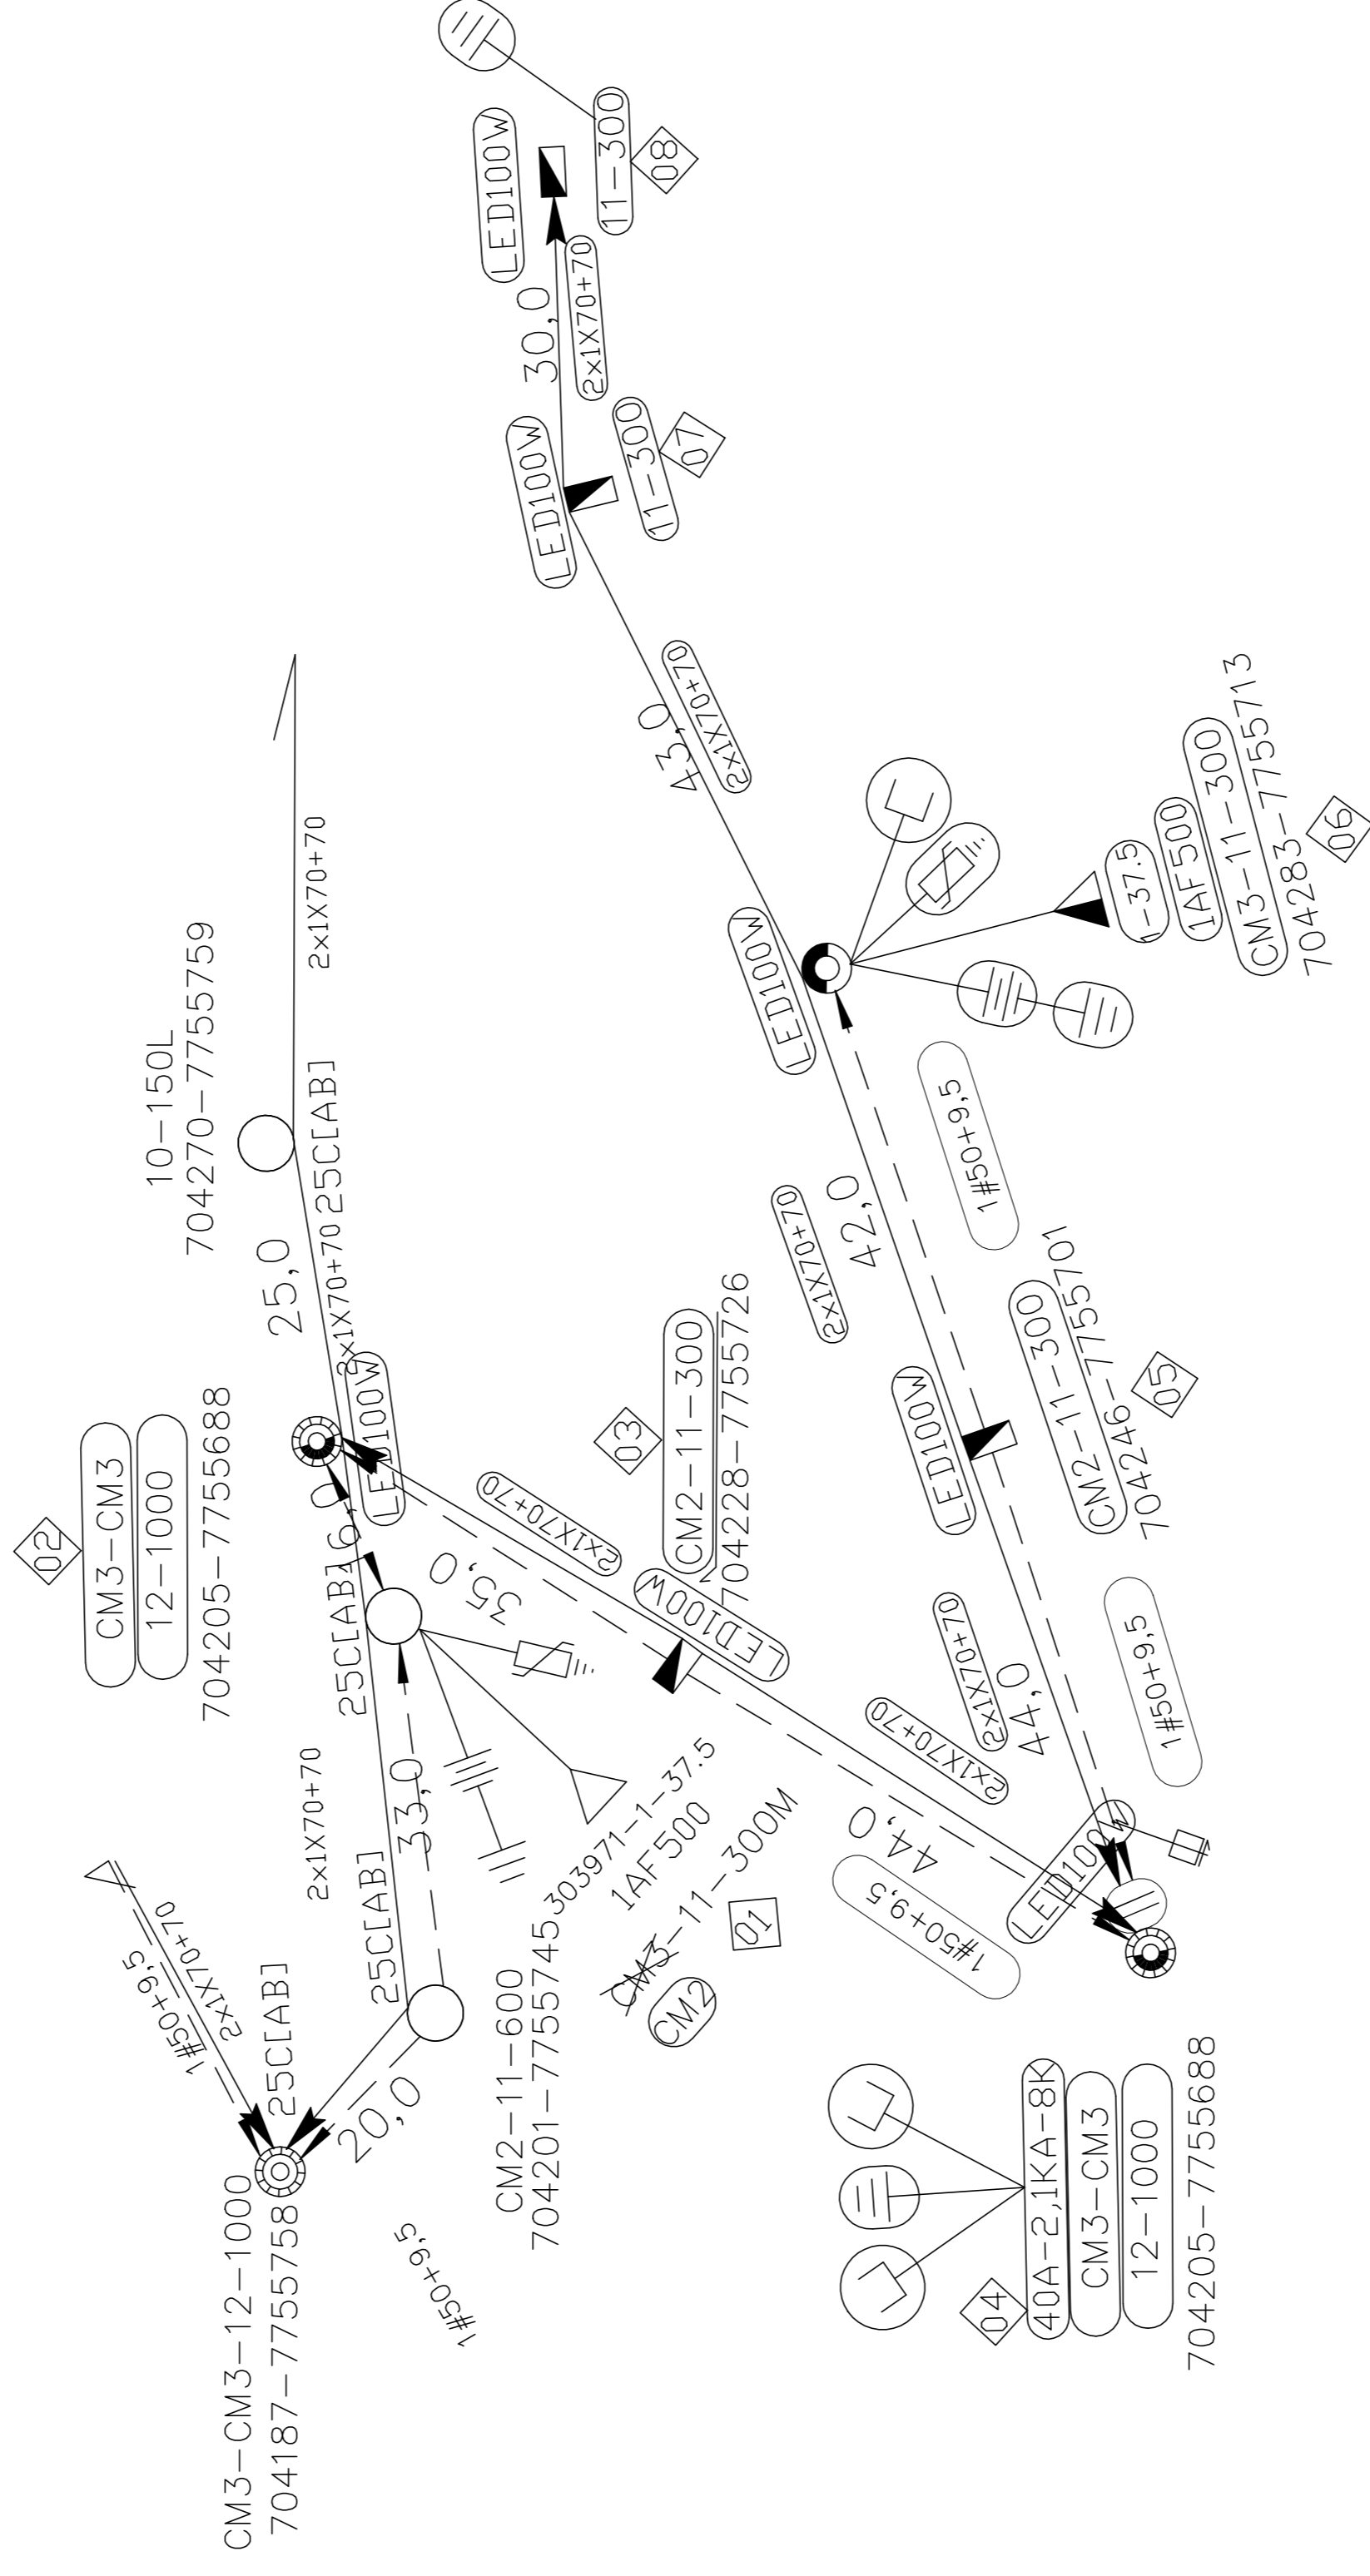 LED100W
11-300
08
30,0
2x1X70+70
LED100W
11-300
07
43,0
2x1X70+70
2x1X70+70
10-150L
704270-7755759
25C[AB]
25,0
2x1X70+70
LED100W
02
CM3-CM3
12-1000
704205-7755688
LED100W
1-37.5
1AF500
CM3-11-300
704283-7755713
06
1#50+9,5
2x1X70+70
42,0
03
CM2-11-300
704228-7755726
LED100W
CM2-11-300
704246-7755701
05
LED100W
2x1X70+70
35,0
25C[AB]
6,0
2x1X70+70
25C[AB]
33,0
2x1X70+70
44,0
1#50+9,5
2x1X70+70
44,0
1#50+9,5
LED100W
1#50+9,5
2x1X70+70
25C[AB]
20,0
CM3-CM3-12-1000
704187-7755758
1#50+9,5
CM2-11-600
704201-7755745
303971-1-37.5
1AF500
CM3-11-300M
CM2
01
04
40A-2,1KA-8K
CM3-CM3
12-1000
704205-7755688